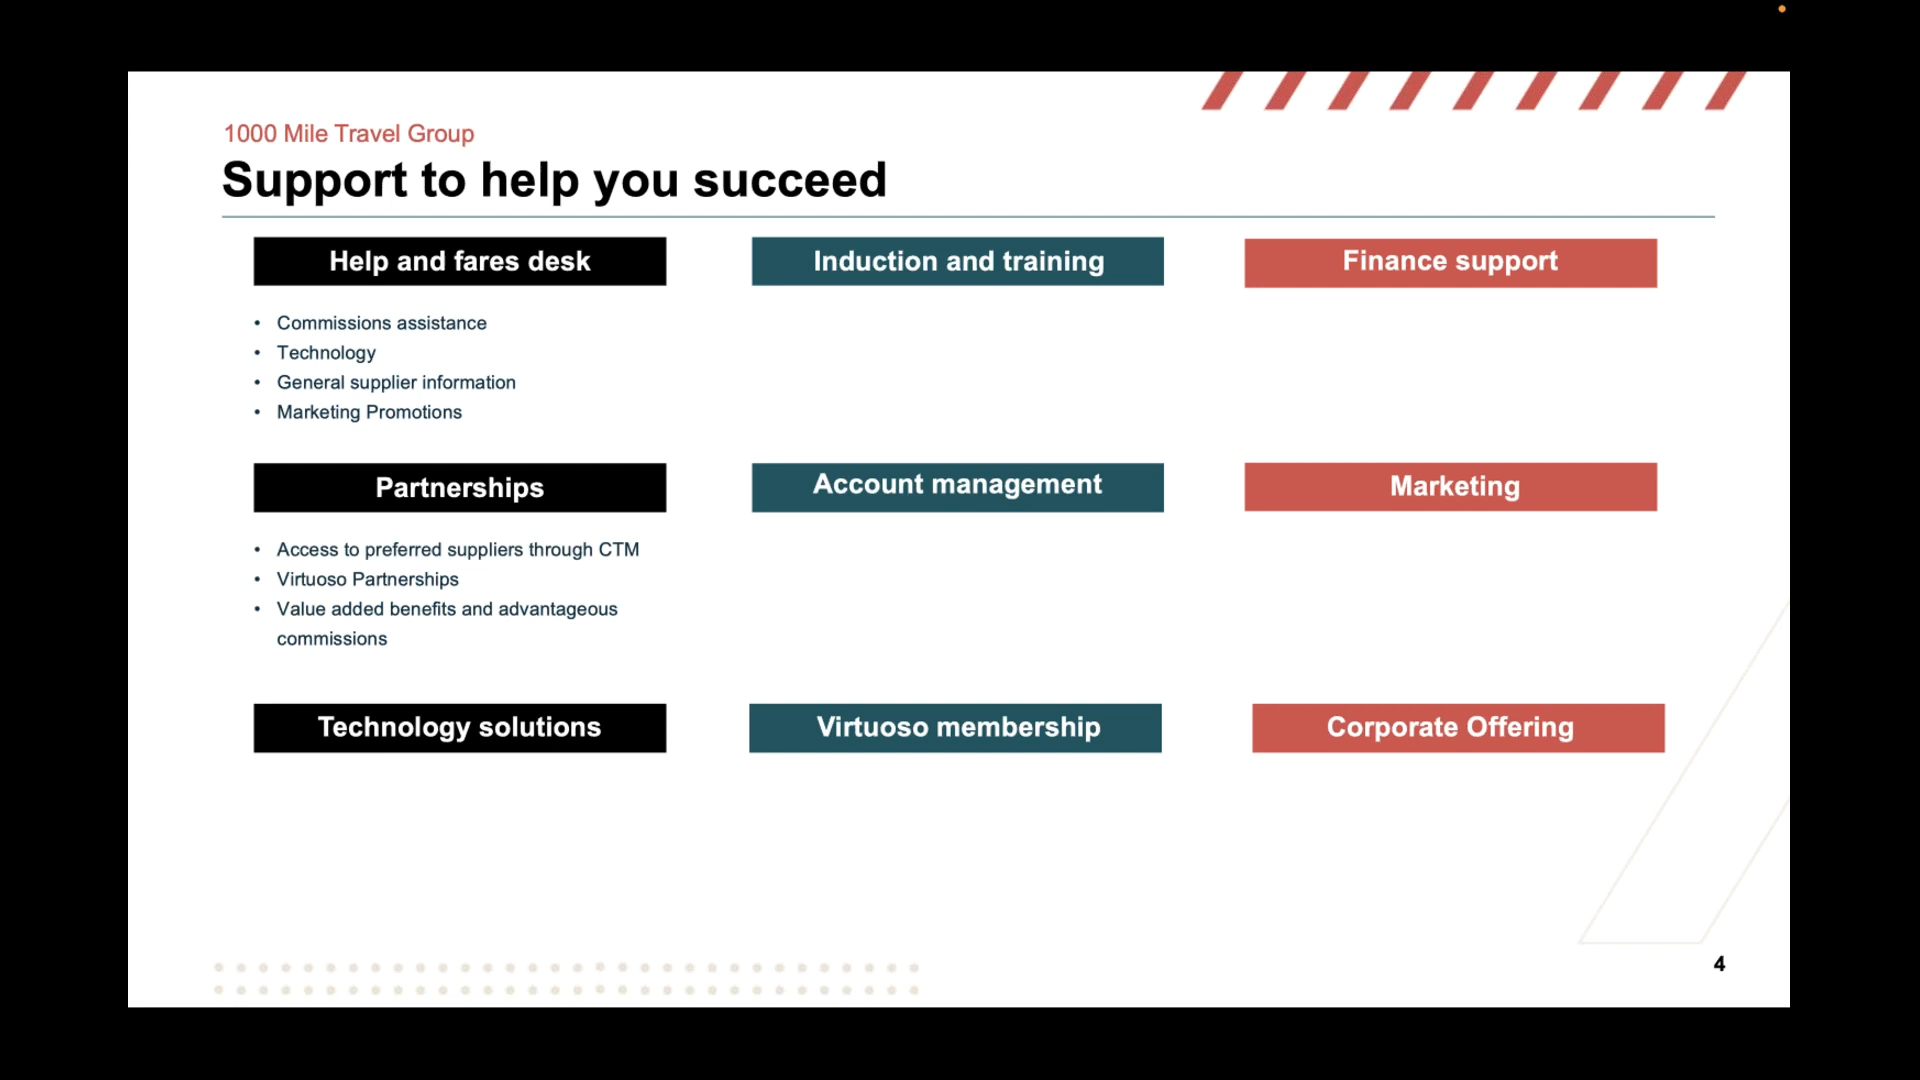 1000 Mile Travel Group
Support to help you succeed
Help and fares desk
Induction and training
Finance support
• Commissions assistance
• Technology
• General supplier information
• Marketing Promotions
Partnerships
Account management
Marketing
• Access to preferred suppliers through CTM
• Virtuoso Partnerships
• Value added benefits and advantageous
commissions
Technology solutions
Virtuoso membership
Corporate Offering
4